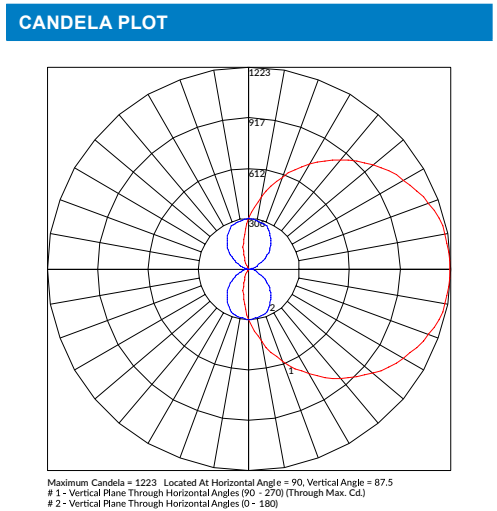 CANDELA PLOT
1223
917
612
306
2
1
Maximum Candela = 1223 Located At Horizontal Angle = 90, Vertical Angle = 87.5
# 1 - Vertical Plane Through Horizontal Angles (90 - 270) (Through Max. Cd.)
# 2 - Vertical Plane Through Horizontal Angles (0 - 180)